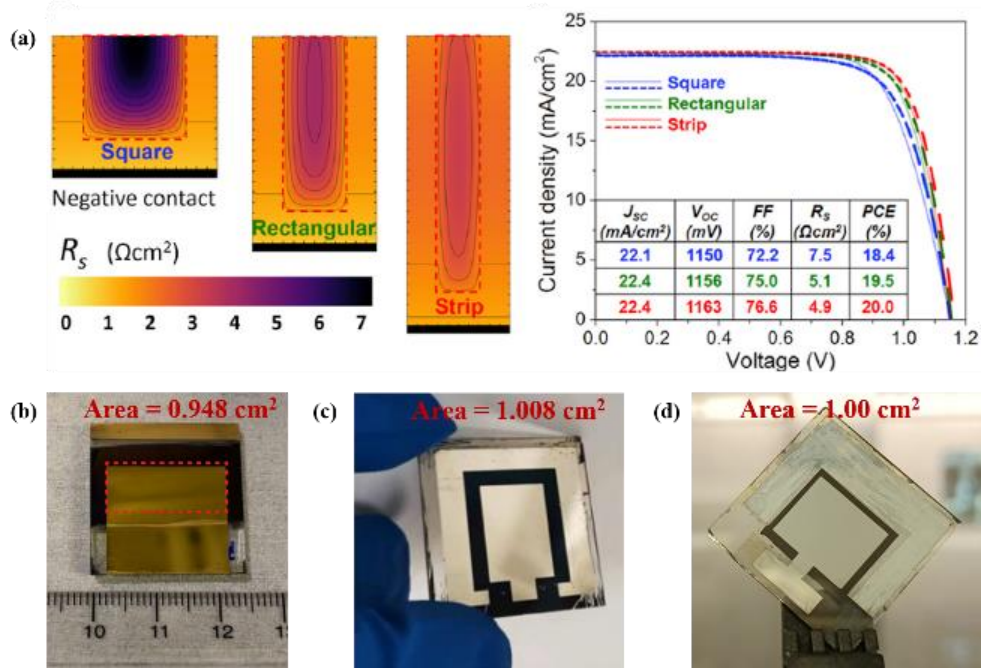 (a)
Square
Negative contact
Rₛ (Ωcm²)
0 1 2 3 4 5 6 7
Rectangular
Strip
Current density (mA/cm²)
25
20
15
10
5
0
Square
Rectangular
Strip
J_SC (mA/cm²) V_OC (mV) FF (%) R_S (Ωcm²) PCE (%)
22.1 1150 72.2 7.5 18.4
22.4 1156 75.0 5.1 19.5
22.4 1163 76.6 4.9 20.0
0.0 0.2 0.4 0.6 0.8 1.0 1.2
Voltage (V)
(b) Area = 0.948 cm²
10 11 12 13
(c) Area = 1.008 cm²
(d) Area = 1.00 cm²